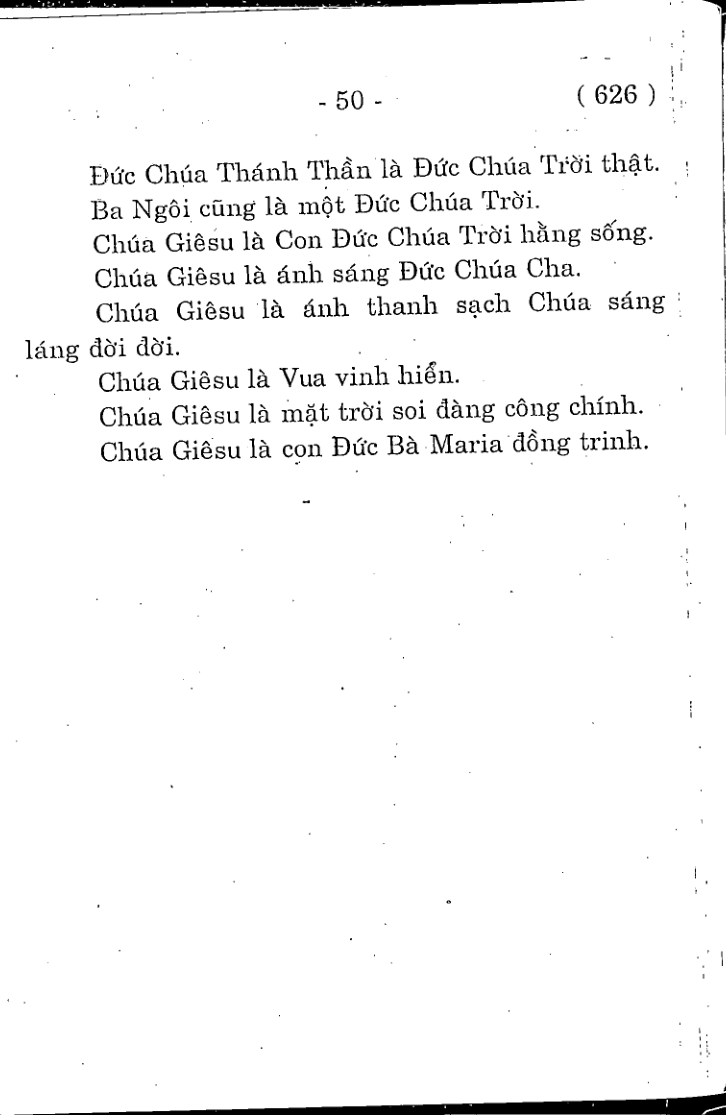 - 50 - ( 626 )
Đức Chúa Thánh Thần là Đức Chúa Trời thật.
Ba Ngôi cũng là một Đức Chúa Trời.
Chúa Giêsu là Con Đức Chúa Trời hằng sống.
Chúa Giêsu là ánh sáng Đức Chúa Cha.
Chúa Giêsu là ánh thanh sạch Chúa sáng
láng đời đời.
Chúa Giêsu là Vua vinh hiển.
Chúa Giêsu là mặt trời soi đàng công chính.
Chúa Giêsu là con Đức Bà Maria đồng trinh.